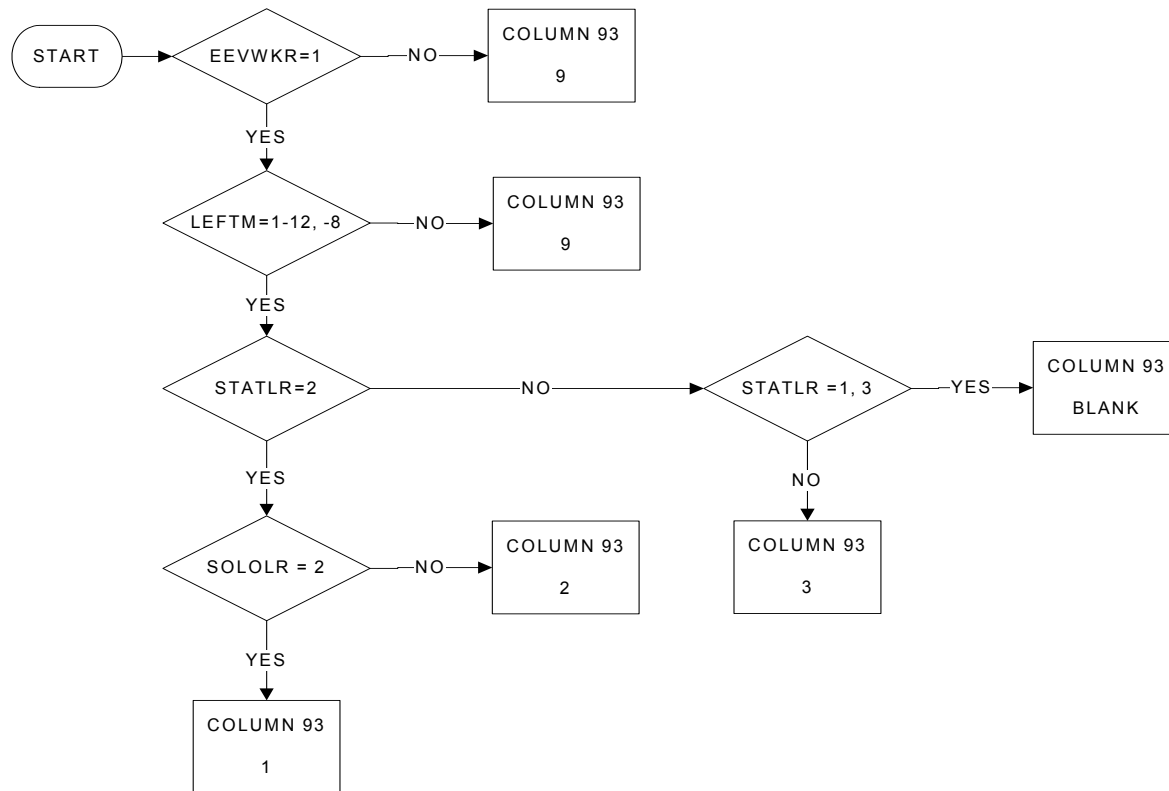 START
EEVWKR=1
NO
COLUMN 93
9
YES
LEFTM=1-12, -8
NO
COLUMN 93
9
YES
STATLR=2
NO
STATLR =1, 3
YES
COLUMN 93
BLANK
YES
NO
SOLOLR = 2
NO
COLUMN 93
2
COLUMN 93
3
YES
COLUMN 93
1